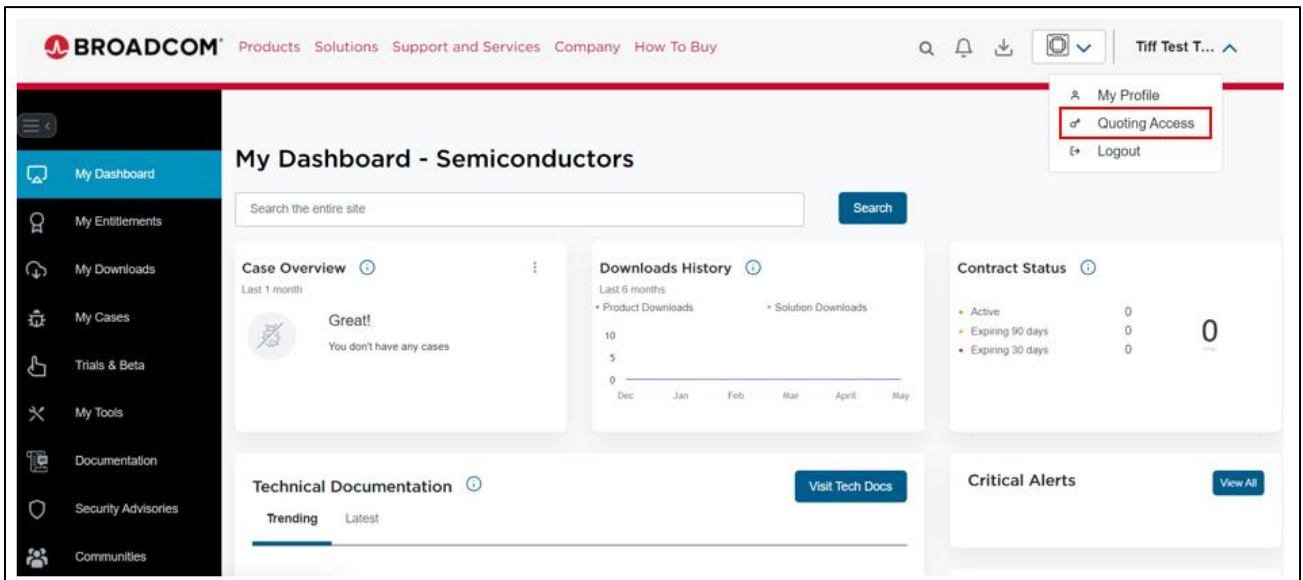 BROADCOM Products Solutions Support and Services Company How To Buy Tiff Test T...
My Profile
Quoting Access
Logout
My Dashboard
My Entitlements
My Downloads
My Cases
Trials & Beta
My Tools
Documentation
Security Advisories
Communities
My Dashboard - Semiconductors
Search the entire site Search
Case Overview
Last 1 month
Great!
You don't have any cases
Downloads History
Last 6 months
Product Downloads Solution Downloads
10
5
0
Dec Jan Feb Mar April May
Contract Status
Active 0
Expiring 90 days 0
Expiring 30 days 0
0
Technical Documentation Visit Tech Docs
Trending Latest
Critical Alerts View All